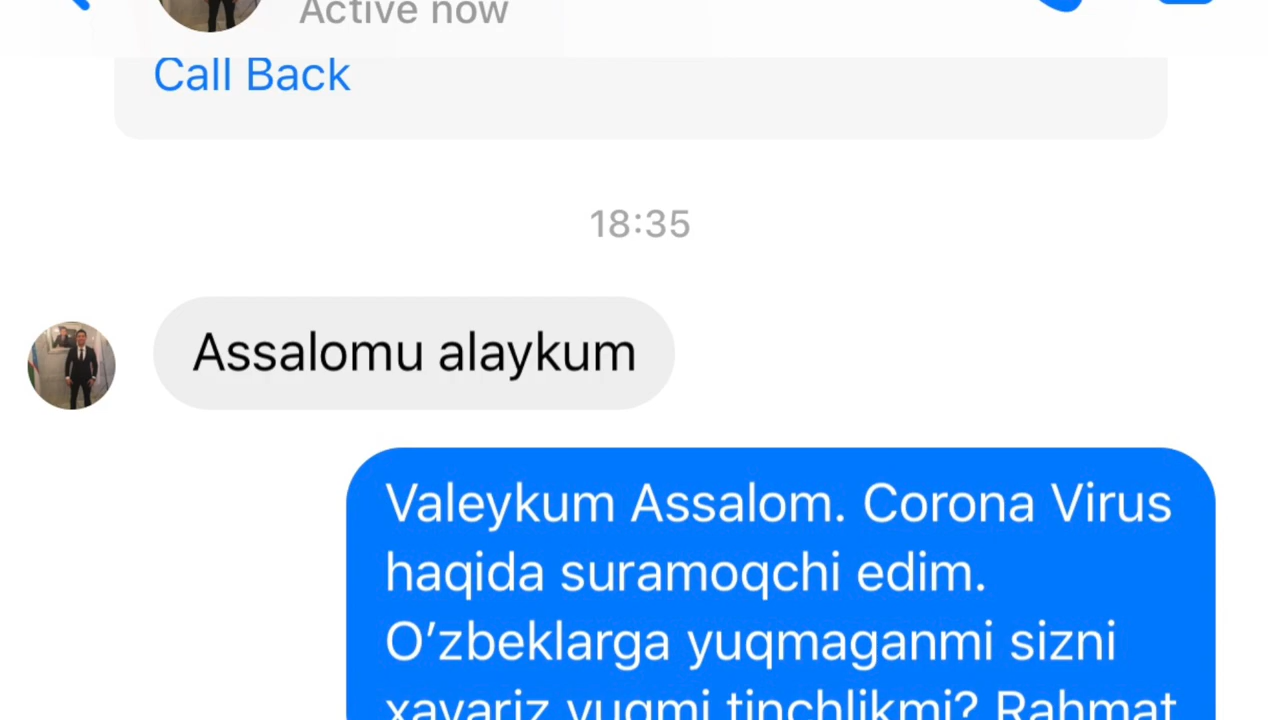 Active now
Call Back
18:35
Assalomu alaykum
Valeykum Assalom. Corona Virus
haqida suramoqchi edim.
O’zbeklarga yuqmaganmi sizni
xavariz yuqmi tinchlikmi? Rahmat